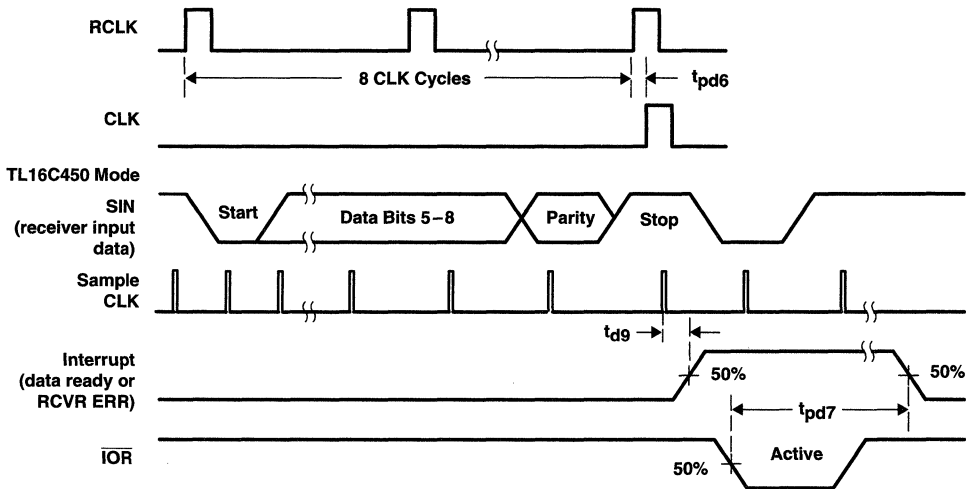 RCLK
8 CLK Cycles
tpd6
CLK
TL16C450 Mode
SIN
(receiver input
data)
Start
Data Bits 5–8
Parity
Stop
Sample
CLK
td9
Interrupt
(data ready or
RCVR ERR)
50%
50%
tpd7
IOR
50%
Active